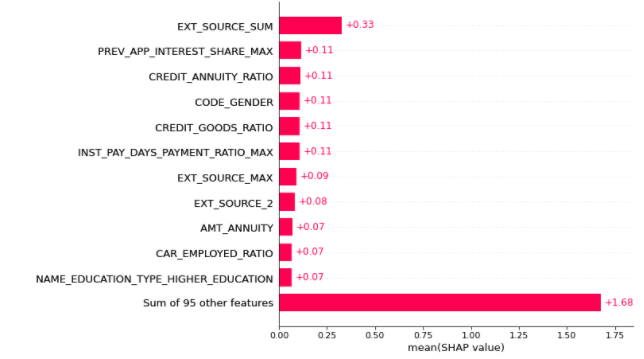 EXT_SOURCE_SUM +0.33
PREV_APP_INTEREST_SHARE_MAX +0.11
CREDIT_ANNUITY_RATIO +0.11
CODE_GENDER +0.11
CREDIT_GOODS_RATIO +0.11
INST_PAY_DAYS_PAYMENT_RATIO_MAX +0.11
EXT_SOURCE_MAX +0.09
EXT_SOURCE_2 +0.08
AMT_ANNUITY +0.07
CAR_EMPLOYED_RATIO +0.07
NAME_EDUCATION_TYPE_HIGHER_EDUCATION +0.07
Sum of 95 other features +1.68
0.00 0.25 0.50 0.75 1.00 1.25 1.50 1.75
mean(SHAP value)